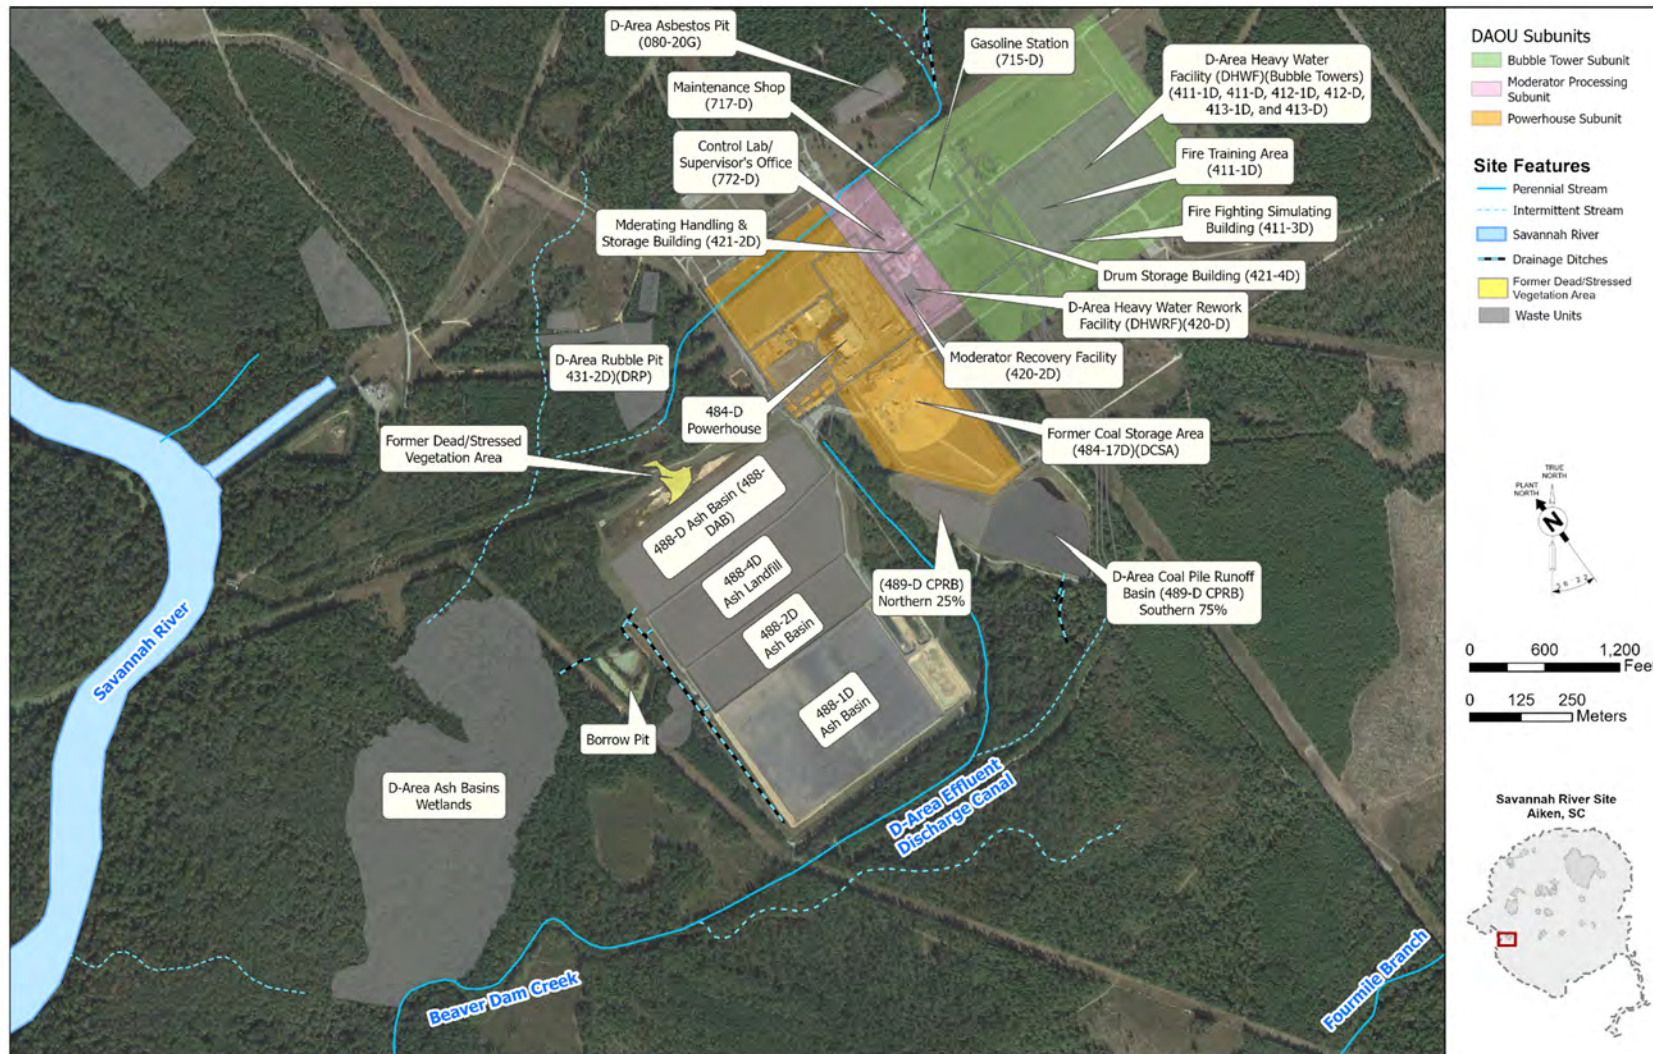 D-Area Asbestos Pit
(080-20G)
Gasoline Station
(715-D)
D-Area Heavy Water
Facility (DHWF)(Bubble Towers)
(411-1D, 411-D, 412-1D, 412-D,
413-1D, and 413-D)
Maintenance Shop
(717-D)
Control Lab/
Supervisor's Office
(772-D)
Fire Training Area
(411-1D)
Mderating Handling &
Storage Building (421-2D)
Fire Fighting Simulating
Building (411-3D)
Drum Storage Building (421-4D)
D-Area Heavy Water Rework
Facility (DHWRF)(420-D)
D-Area Rubble Pit
431-2D)(DRP)
Moderator Recovery Facility
(420-2D)
484-D
Powerhouse
Former Dead/Stressed
Vegetation Area
Former Coal Storage Area
(484-17D)(DCSA)
488-D Ash Basin (488-
DAB)
488-4D
Ash Landfill
488-2D
Ash Basin
488-1D
Ash Basin
(489-D CPRB)
Northern 25%
D-Area Coal Pile Runoff
Basin (489-D CPRB)
Southern 75%
Savannah River
Borrow Pit
D-Area Ash Basins
Wetlands
D-Area Effluent
Discharge Canal
Beaver Dam Creek
Fourmile Branch
DAOU Subunits
Bubble Tower Subunit
Moderator Processing
Subunit
Powerhouse Subunit
Site Features
Perennial Stream
Intermittent Stream
Savannah River
Drainage Ditches
Former Dead/Stressed
Vegetation Area
Waste Units
TRUE
NORTH
PLANT
NORTH
N
0 600 1,200
Feet
0 125 250
Meters
Savannah River Site
Aiken, SC